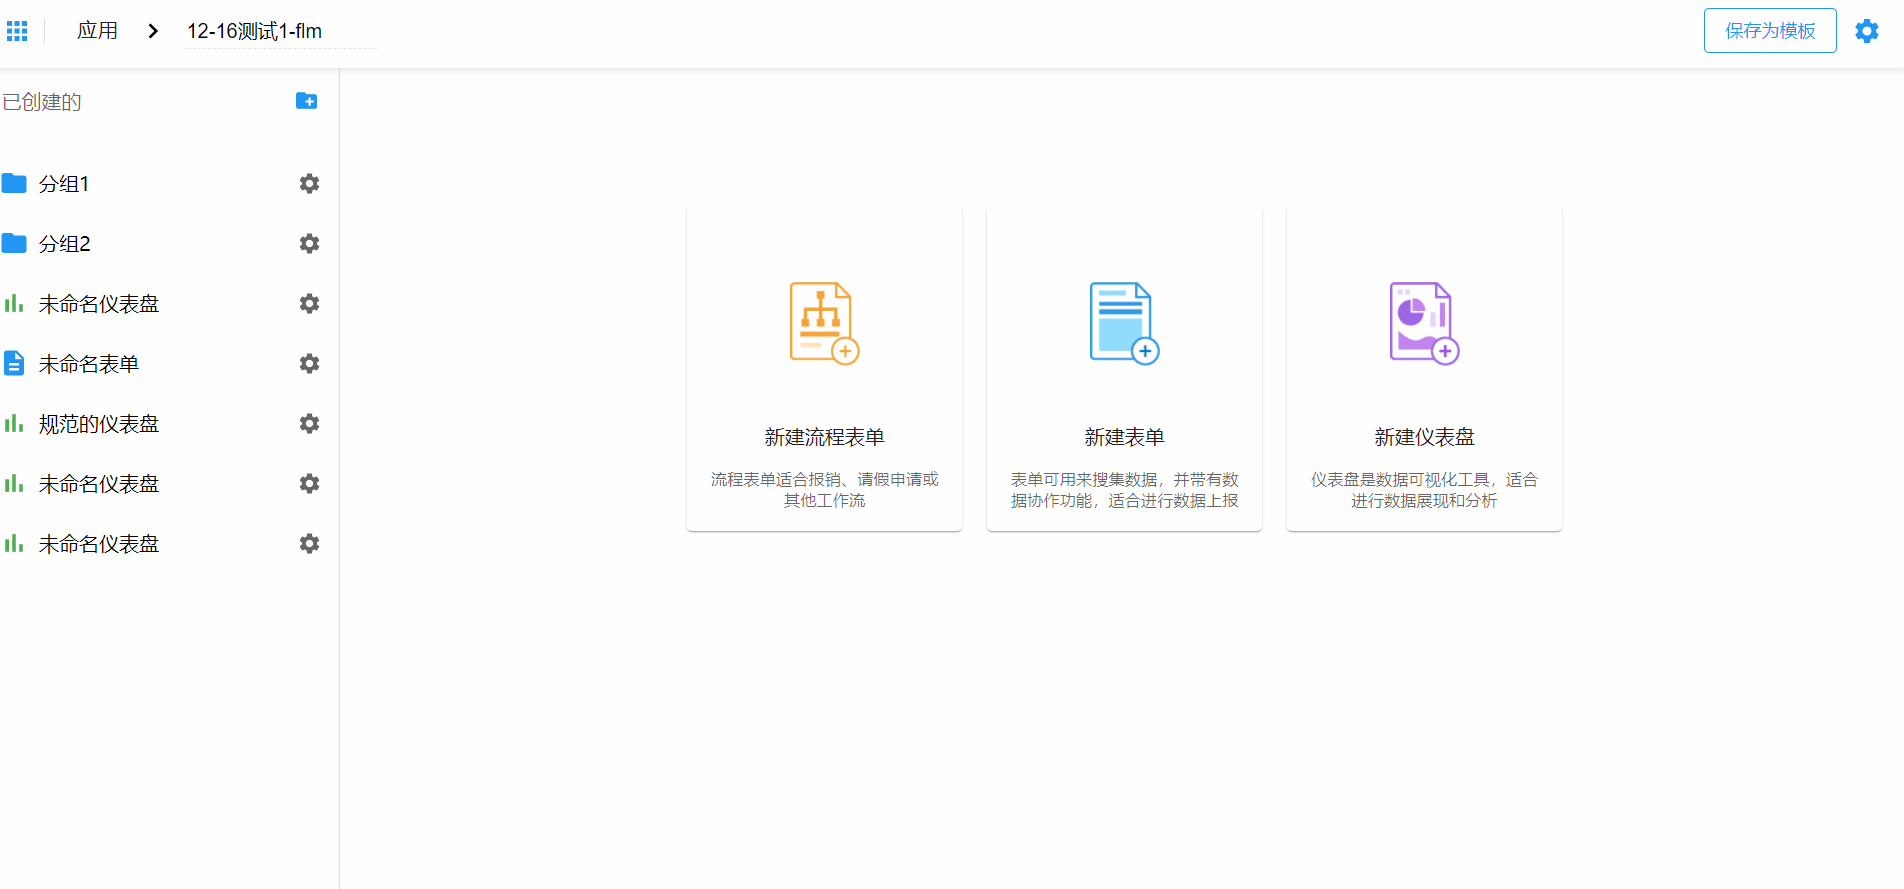 应用
12-16测试1-flm
保存为模板
已创建的
分组1
分组2
未命名仪表盘
未命名表单
规范的仪表盘
未命名仪表盘
未命名仪表盘
新建流程表单
流程表单适合报销、请假申请或
其他工作流
新建表单
表单可用来搜集数据，并带有数
据协作功能，适合进行数据上报
新建仪表盘
仪表盘是数据可视化工具，适合
进行数据展现和分析